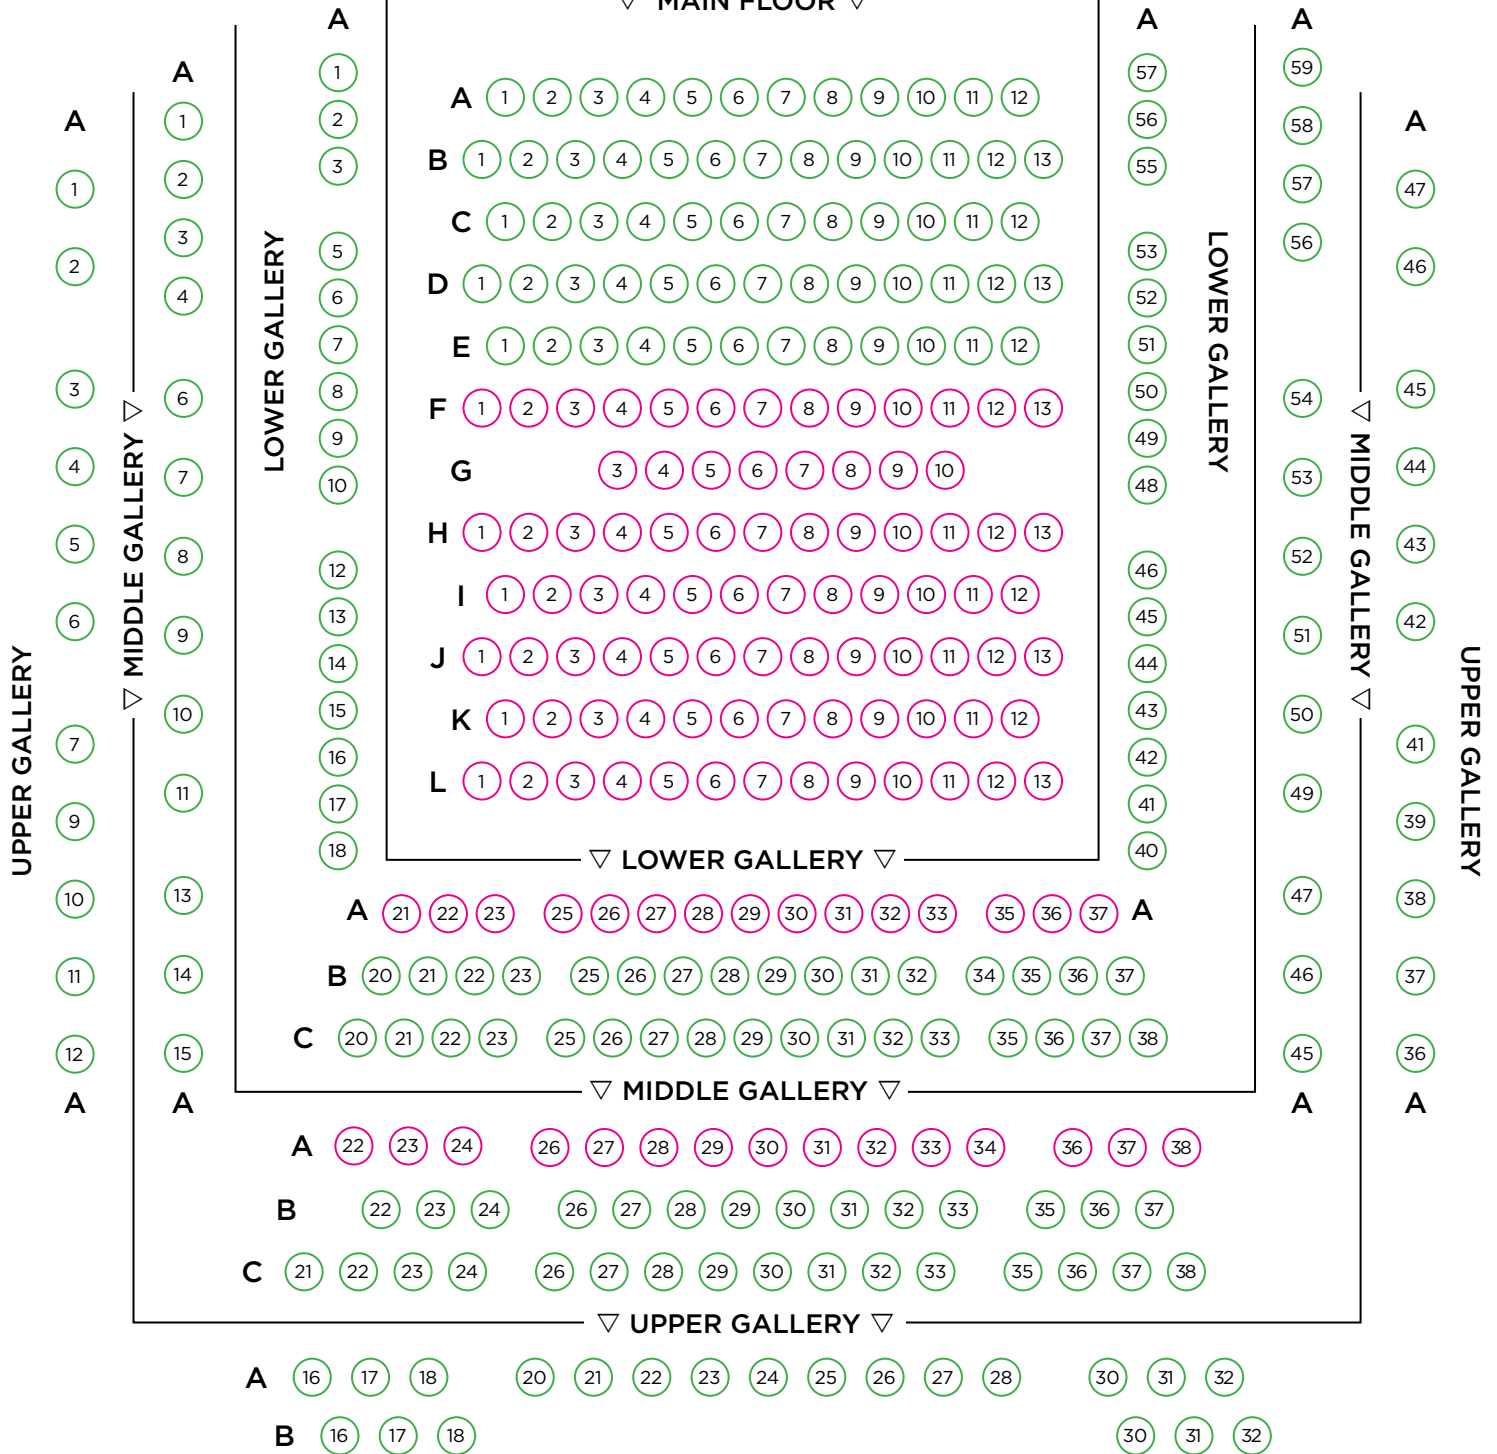 ▽ MAIN FLOOR ▽
A A A
1 57 59
A
A 1 2 3 4 5 6 7 8 9 10 11 12
A 1 2 56 58 A
B 1 2 3 4 5 6 7 8 9 10 11 12 13
3 55
1 2 57 47
C 1 2 3 4 5 6 7 8 9 10 11 12
3 5 53 56
2 46
D 1 2 3 4 5 6 7 8 9 10 11 12 13
4 6 52
E 1 2 3 4 5 6 7 8 9 10 11 12
7 51
LOWER GALLERY
LOWER GALLERY
3 6 8 50 54 45
F 1 2 3 4 5 6 7 8 9 10 11 12 13
9 49
G 3 4 5 6 7 8 9 10
4 7 10 48 53 44
H 1 2 3 4 5 6 7 8 9 10 11 12 13
▽ MIDDLE GALLERY ▽
▽ MIDDLE GALLERY ▽
5 8 12 46 52 43
I 1 2 3 4 5 6 7 8 9 10 11 12
6 9 13 45 51 42
J 1 2 3 4 5 6 7 8 9 10 11 12 13
14 44
K 1 2 3 4 5 6 7 8 9 10 11 12
10 15 43 50
UPPER GALLERY
UPPER GALLERY
7 16 42 41
L 1 2 3 4 5 6 7 8 9 10 11 12 13
11 17 41 49
9 18 40 39
▽ LOWER GALLERY ▽
10 13 47 38
A 21 22 23 25 26 27 28 29 30 31 32 33 35 36 37 A
11 14 46 37
B 20 21 22 23 25 26 27 28 29 30 31 32 34 35 36 37
C 20 21 22 23 25 26 27 28 29 30 31 32 33 35 36 37 38
12 15 45 36
▽ MIDDLE GALLERY ▽
A A A A
A 22 23 24 26 27 28 29 30 31 32 33 34 36 37 38
B 22 23 24 26 27 28 29 30 31 32 33 35 36 37
C 21 22 23 24 26 27 28 29 30 31 32 33 35 36 37 38
▽ UPPER GALLERY ▽
A 16 17 18 20 21 22 23 24 25 26 27 28 30 31 32
B 16 17 18 30 31 32